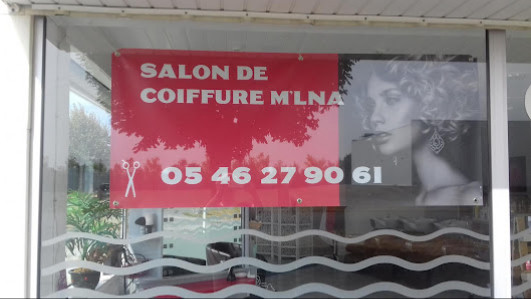 SALON DE
COIFFURE M'LNA
05 46 27 90 61